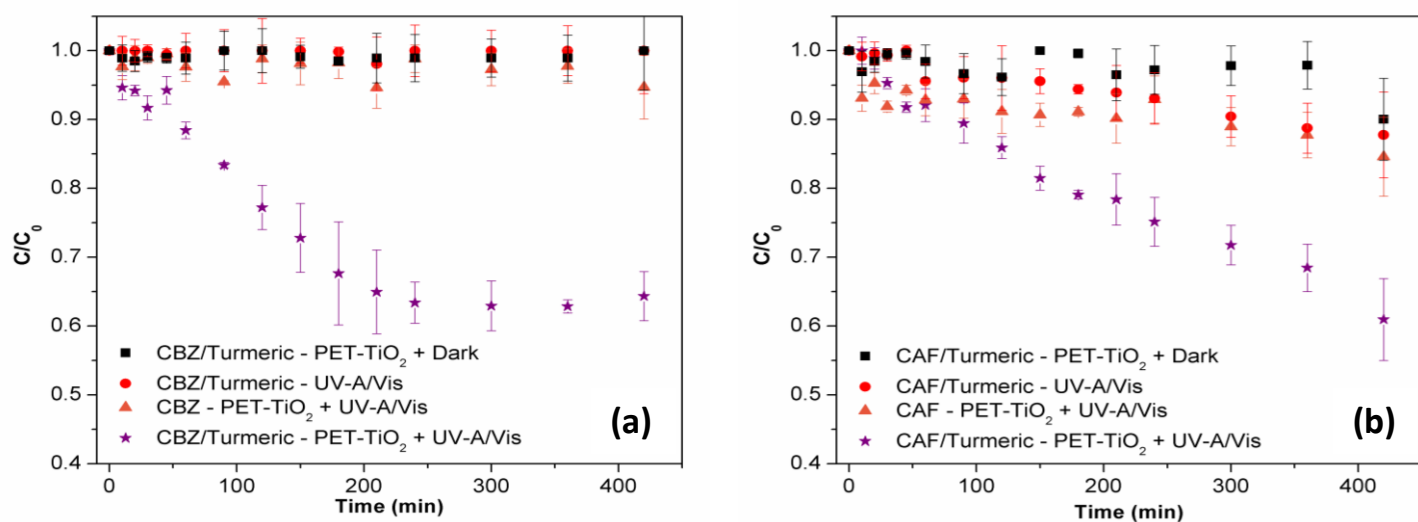 1.0
0.9
0.8
0.7
0.6
0.5
0.4
C/C0
CBZ/Turmeric - PET-TiO2 + Dark
CBZ/Turmeric - UV-A/Vis
CBZ - PET-TiO2 + UV-A/Vis
CBZ/Turmeric - PET-TiO2 + UV-A/Vis
(a)
0 100 200 300 400
Time (min)
1.0
0.9
0.8
0.7
0.6
0.5
0.4
C/C0
CAF/Turmeric - PET-TiO2 + Dark
CAF/Turmeric - UV-A/Vis
CAF - PET-TiO2 + UV-A/Vis
CAF/Turmeric - PET-TiO2 + UV-A/Vis
(b)
0 100 200 300 400
Time (min)